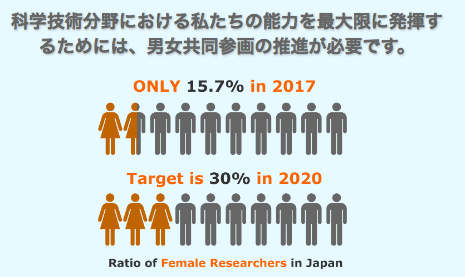 科学技術分野における私たちの能力を最大限に発揮す
るためには、男女共同参画の推進が必要です。
ONLY 15.7% in 2017
Target is 30% in 2020
Ratio of Female Researchers in Japan